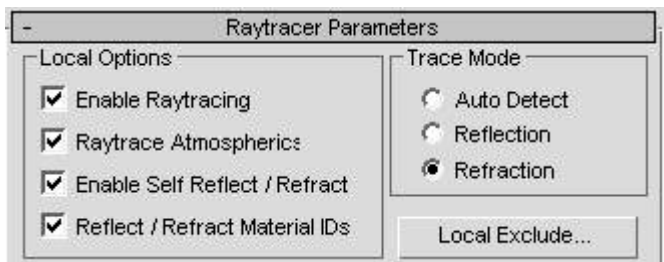 - Raytracer Parameters
Local Options
Enable Raytracing
Raytrace Atmospherics
Enable Self Reflect / Refract
Reflect / Refract Material IDs
Trace Mode
Auto Detect
Reflection
Refraction
Local Exclude...